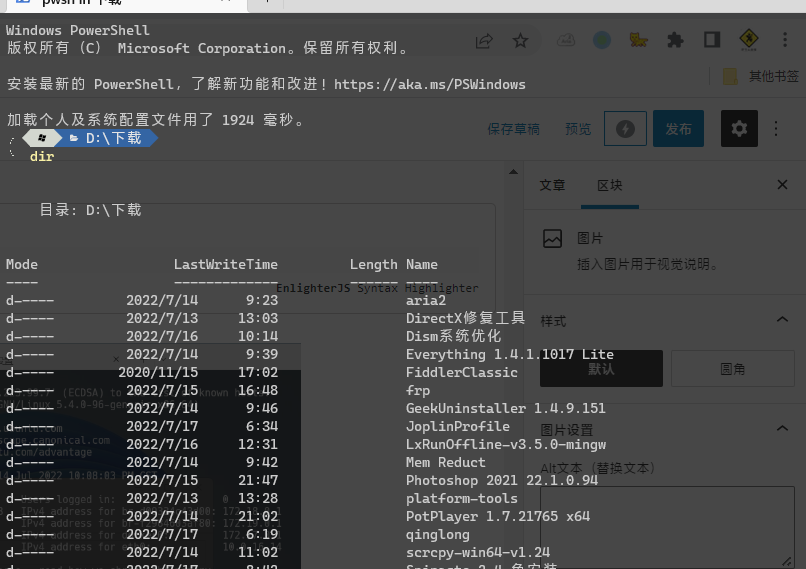 pwsh in 下载
Windows PowerShell
版权所有（C） Microsoft Corporation。保留所有权利。
安装最新的 PowerShell，了解新功能和改进！https://aka.ms/PSWindows
其他书签
加载个人及系统配置文件用了 1924 毫秒。
D:\下载
dir
保存草稿 预览 发布
文章 区块
目录: D:\下载
图片
插入图片用于视觉说明。
Mode LastWriteTime Length Name
---- ------------- ------ ----
EnlighterJS Syntax Highlighter
d----- 2022/7/14 9:23 aria2
d----- 2022/7/13 13:03 DirectX修复工具
样式
d----- 2022/7/16 10:14 Dism系统优化
d----- 2022/7/14 9:39 Everything 1.4.1.1017 Lite
默认 圆角
d----- 2020/11/15 17:02 FiddlerClassic
d----- 2022/7/15 16:48 frp
d----- 2022/7/14 9:46 GeekUninstaller 1.4.9.151
d----- 2022/7/17 6:34 JoplinProfile
图片设置
d----- 2022/7/16 12:31 LxRunOffline-v3.5.0-mingw
d----- 2022/7/14 9:42 Mem Reduct
Alt文本（替换文本）
d----- 2022/7/15 21:47 Photoshop 2021 22.1.0.94
d----- 2022/7/13 13:28 platform-tools
d----- 2022/7/14 21:02 PotPlayer 1.7.21765 x64
d----- 2022/7/17 6:19 qinglong
d----- 2022/7/14 11:02 scrcpy-win64-v1.24